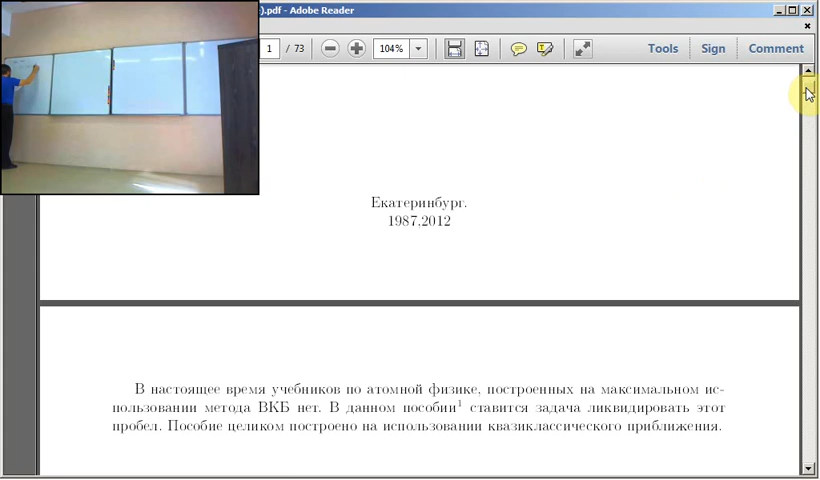 ).pdf - Adobe Reader
1 / 73
104%
Tools Sign Comment
Екатеринбург.
1987,2012
В настоящее время учебников по атомной физике, построенных на максимальном ис-
пользовании метода ВКБ нет. В данном пособии¹ ставится задача ликвидировать этот
пробел. Пособие целиком построено на использовании квазиклассического приближения.